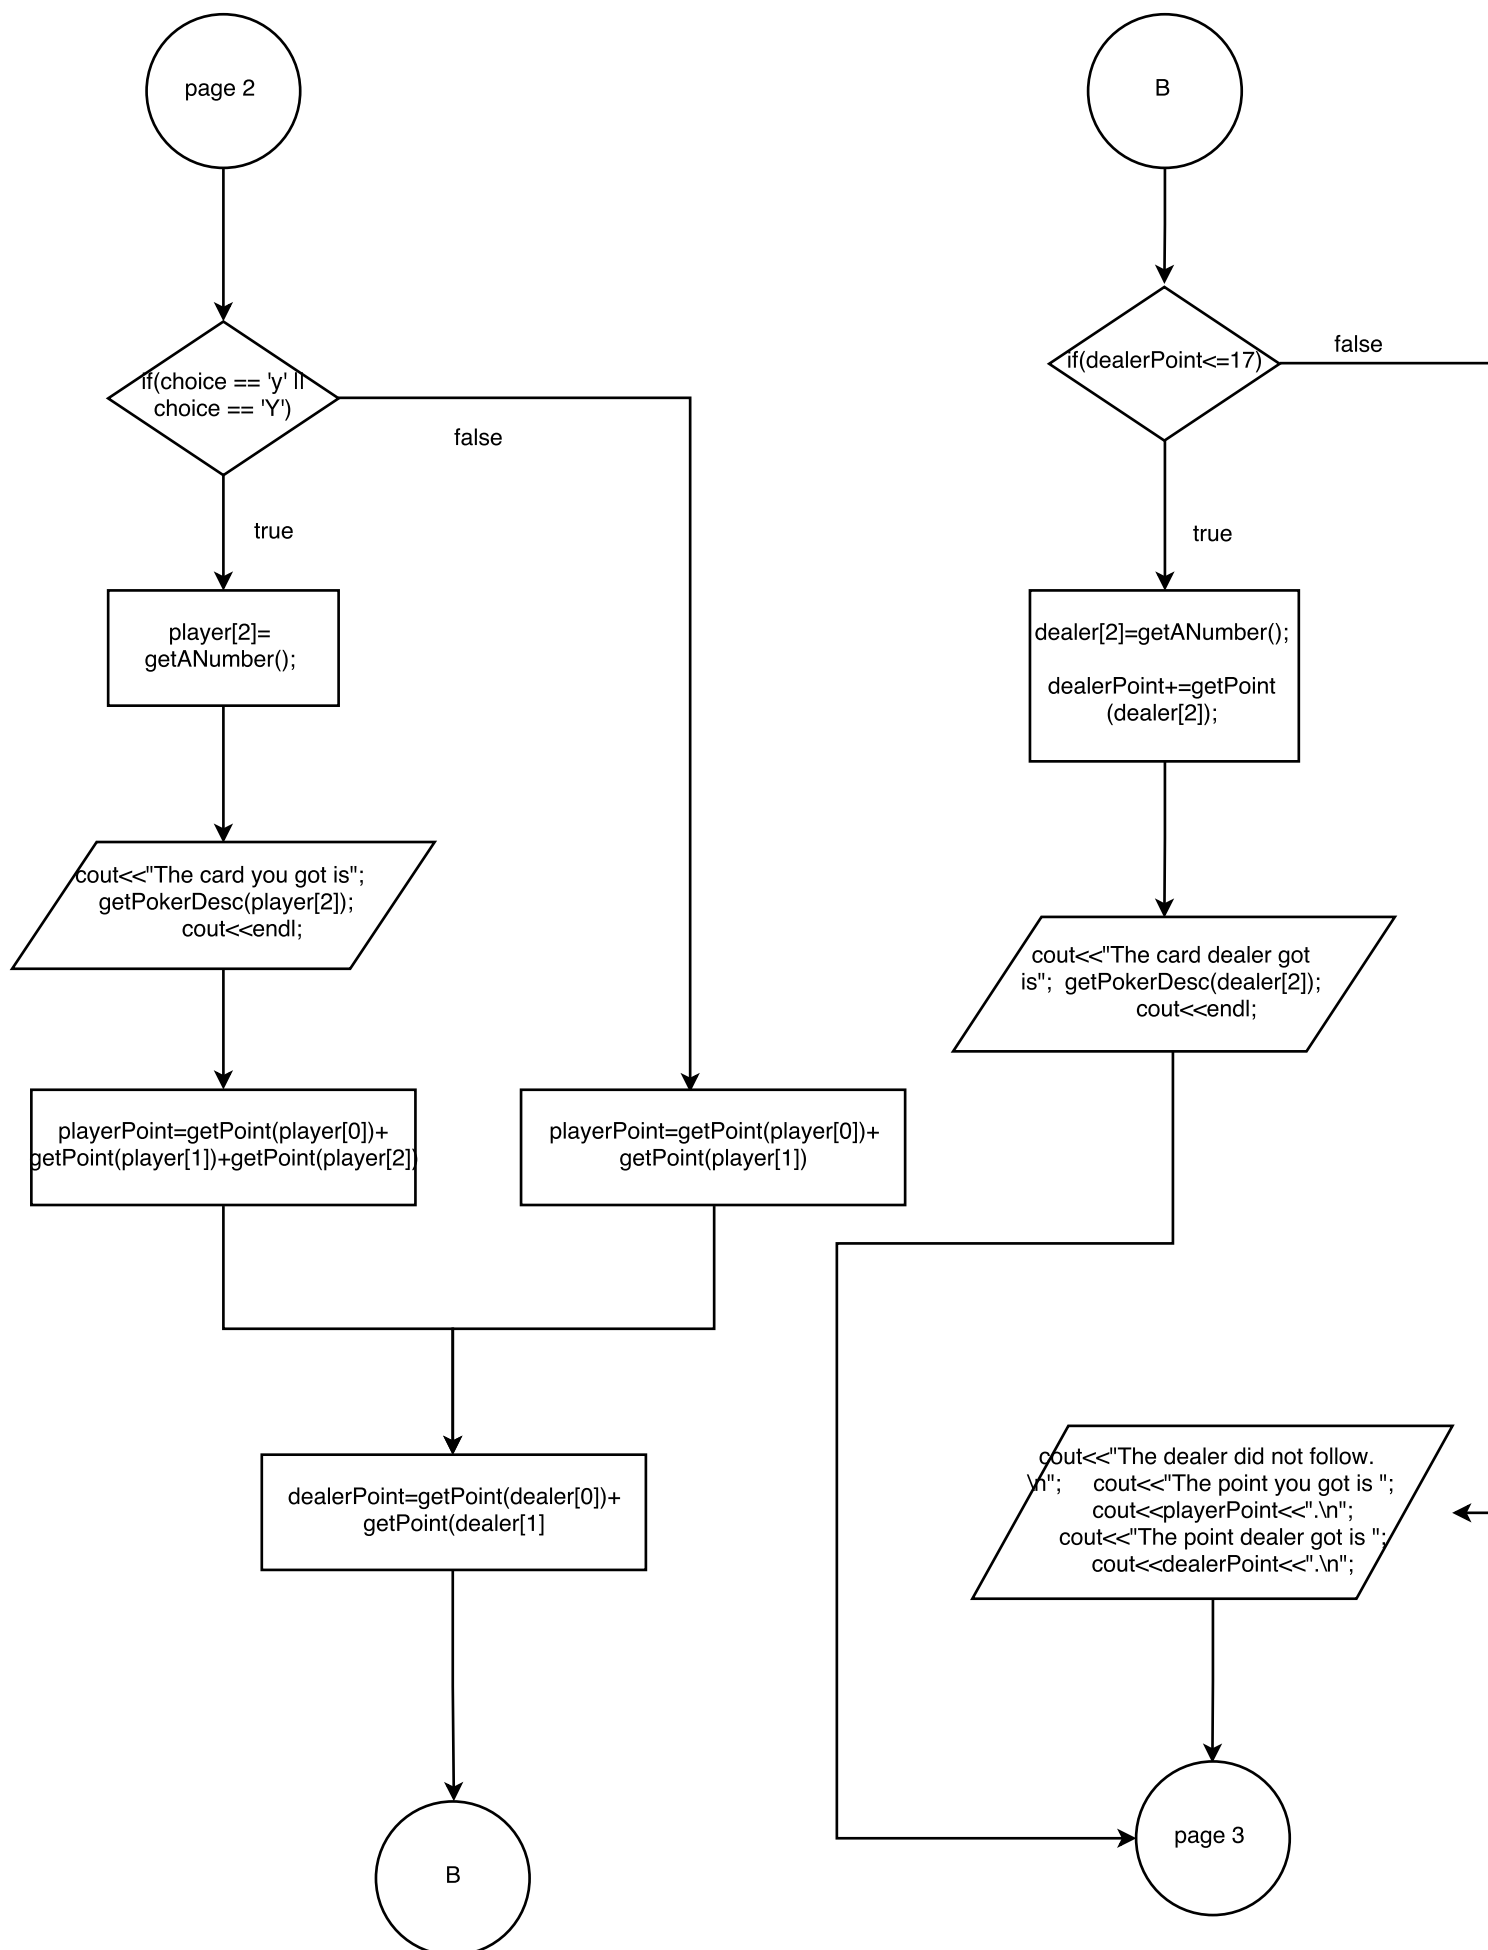 page 2
if(choice == 'y' ||
choice == 'Y')
false
true
player[2]=
getANumber();
cout<<"The card you got is";
getPokerDesc(player[2]);
cout<<endl;
playerPoint=getPoint(player[0])+
getPoint(player[1])+getPoint(player[2])
playerPoint=getPoint(player[0])+
getPoint(player[1])
dealerPoint=getPoint(dealer[0])+
getPoint(dealer[1]
B
B
if(dealerPoint<=17)
false
true
dealer[2]=getANumber();
dealerPoint+=getPoint
(dealer[2]);
cout<<"The card dealer got
is";  getPokerDesc(dealer[2]);
cout<<endl;
cout<<"The dealer did not follow.
\n";     cout<<"The point you got is ";
cout<<playerPoint<<".\n";
cout<<"The point dealer got is ";
cout<<dealerPoint<<".\n";
page 3